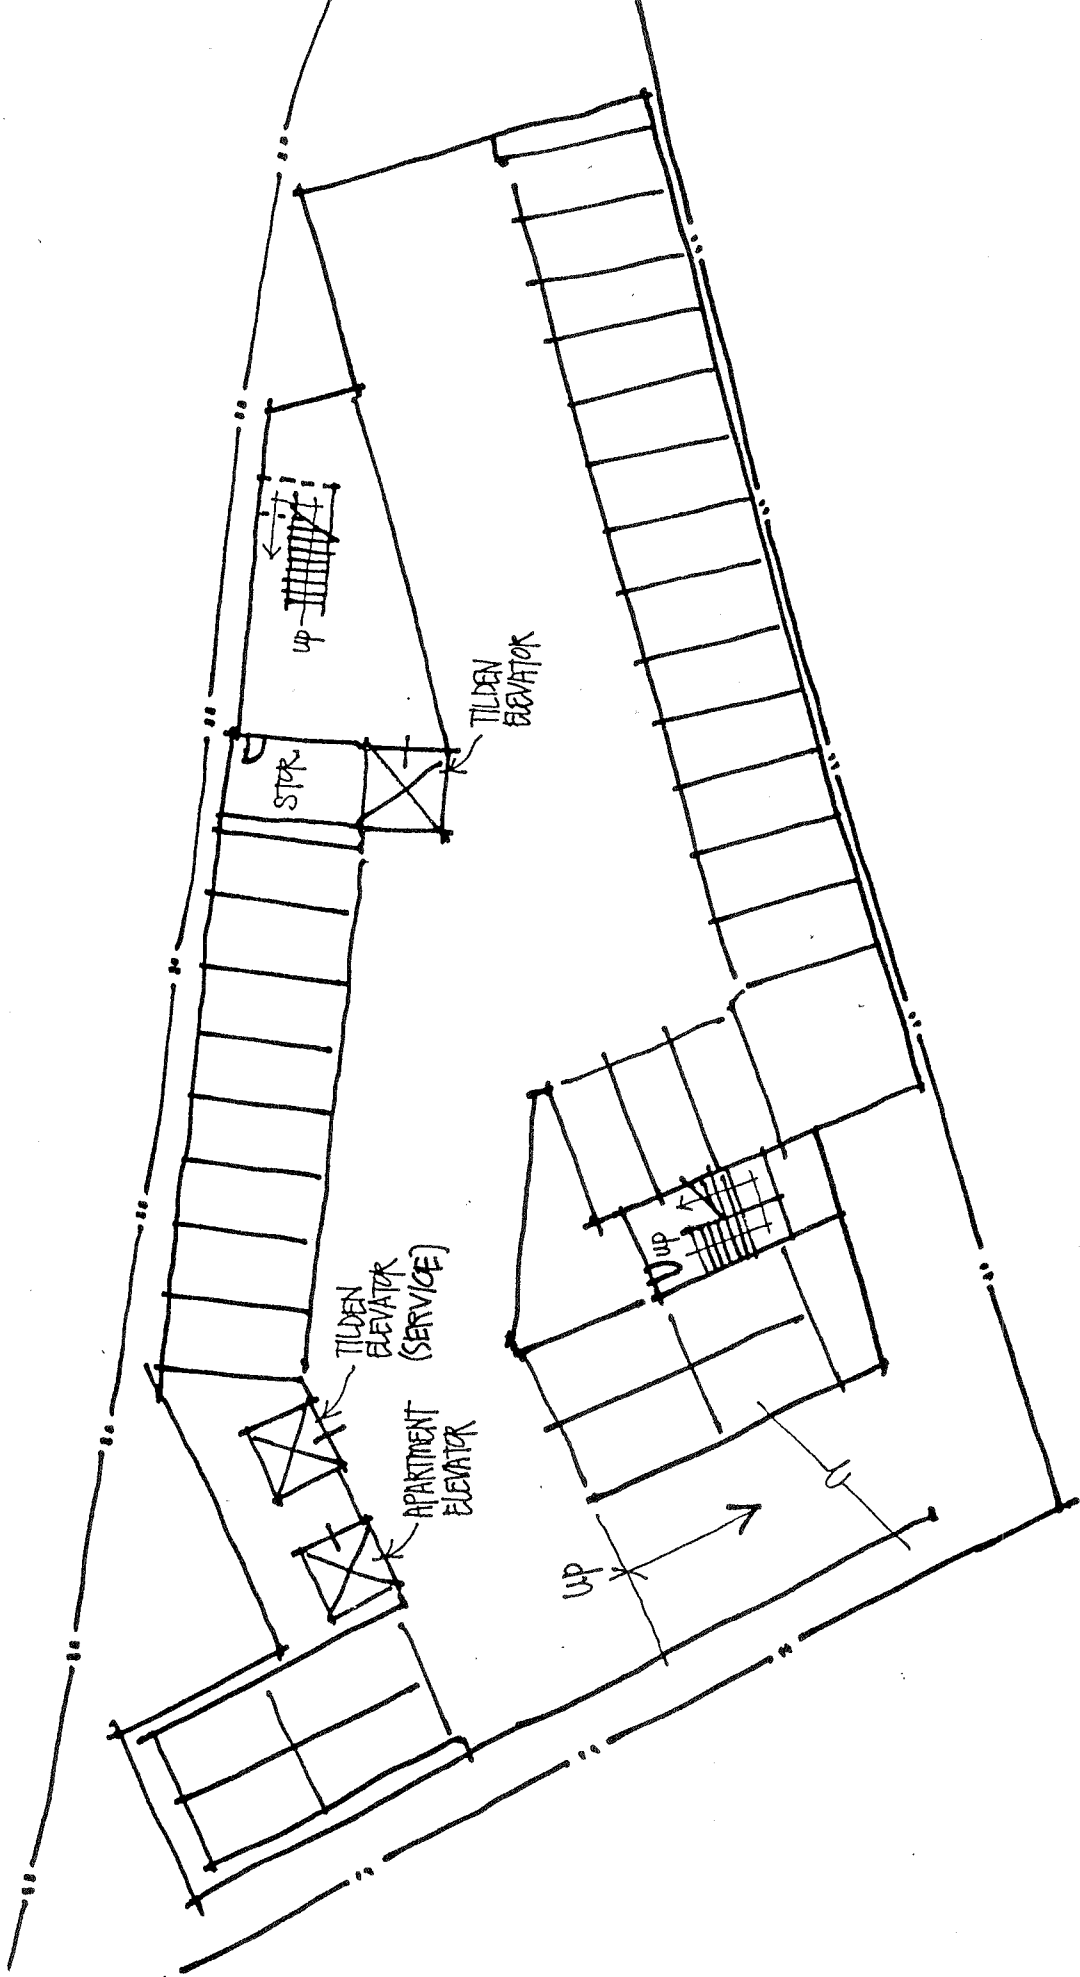 UP
TILDEN
ELEVATOR
STOR.
UP
TILDEN
ELEVATOR
(SERVICE)
APARTMENT
ELEVATOR
UP